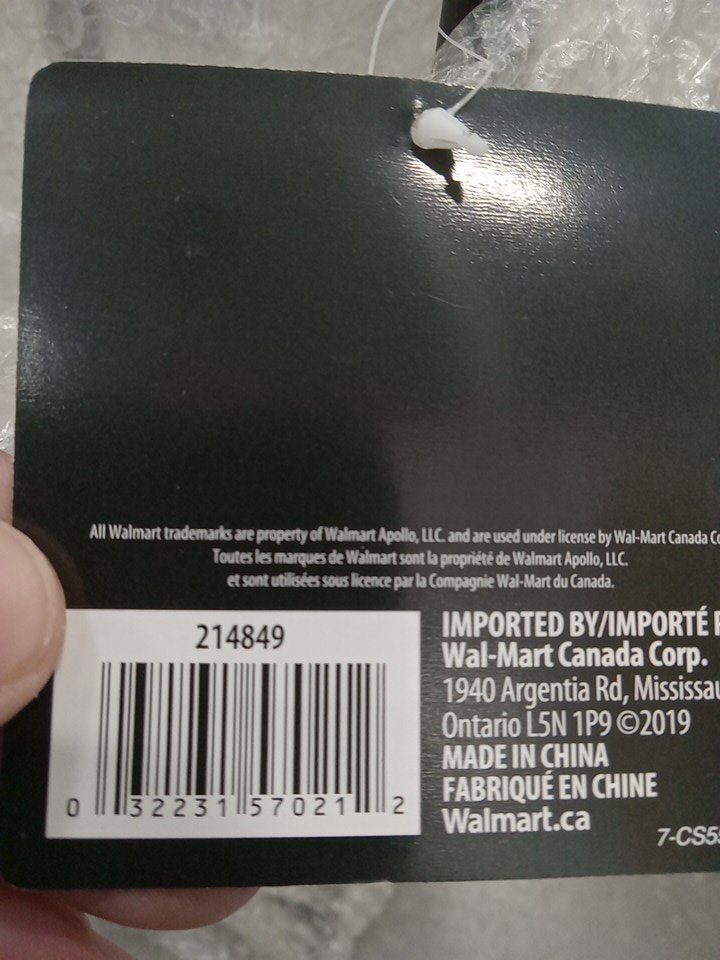 All Walmart trademarks are property of Walmart Apollo, LLC. and are used under license by Wal-Mart Canada
Toutes les marques de Walmart sont la propriété de Walmart Apollo, LLC.
et sont utilisées sous licence par la Compagnie Wal-Mart du Canada.
214849
0 32231 57021 2
IMPORTED BY/IMPORTÉ
Wal-Mart Canada Corp.
1940 Argentia Rd,
Ontario L5N 1P9 ©2019
MADE IN CHINA
FABRIQUÉ EN CHINE
Walmart.ca